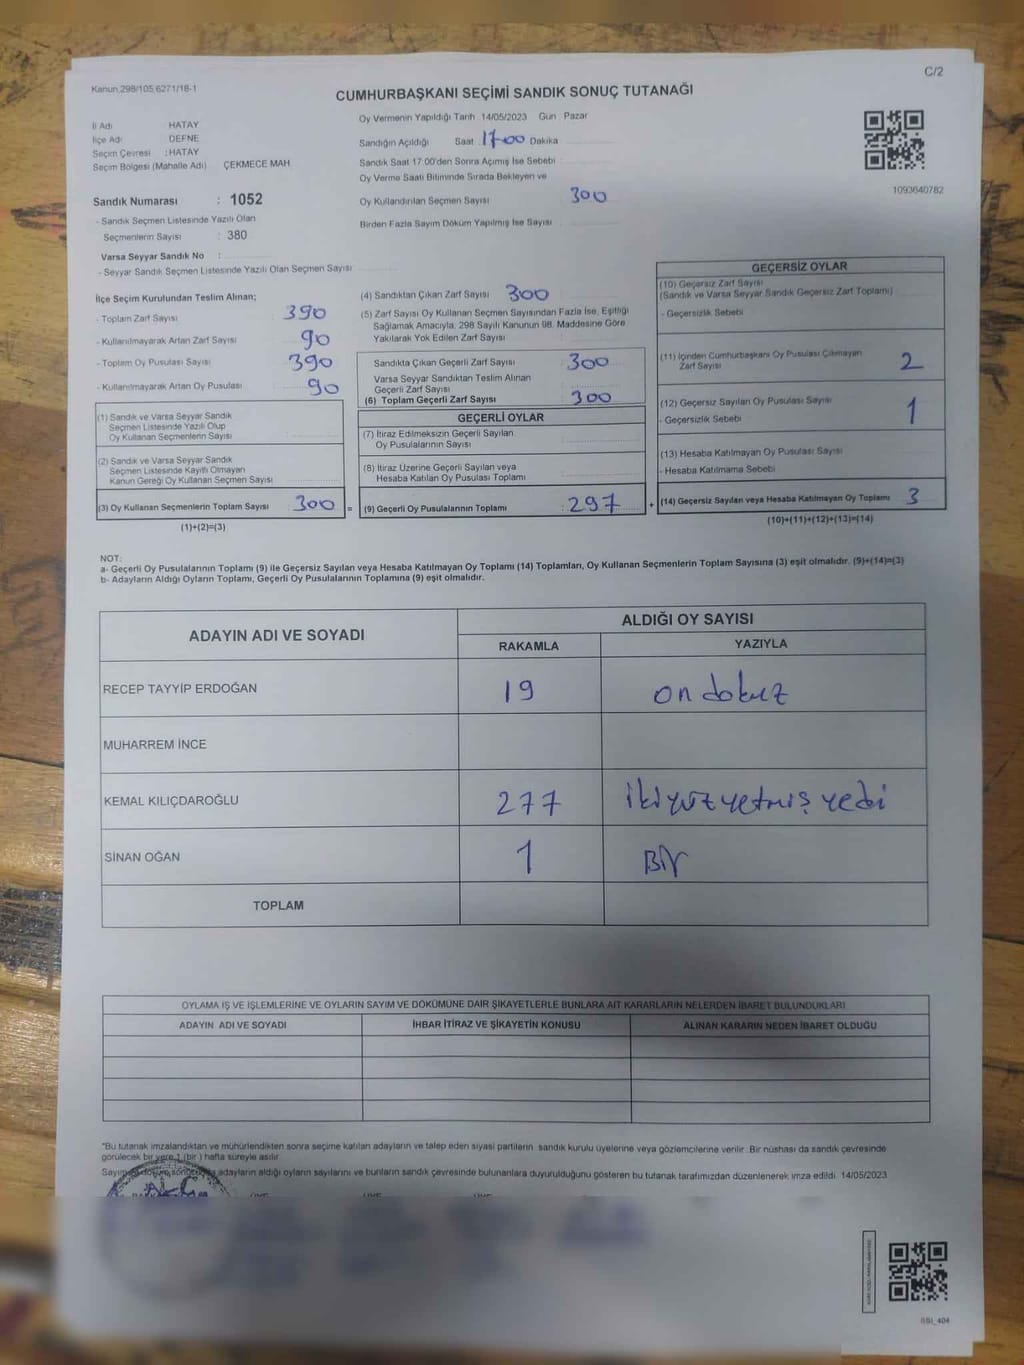 C/2
Kanun,298/105,6271/18-1
CUMHURBAŞKANI SEÇİMİ SANDIK SONUÇ TUTANAĞI
İl Adı HATAY
İlçe Adı DEFNE
Seçim Çevresi :HATAY
Seçim Bölgesi (Mahalle Adı) ÇEKMECE MAH.
Sandık Numarası : 1052
- Sandık Seçmen Listesinde Yazılı Olan
Seçmenlerin Sayısı : 380
Varsa Seyyar Sandık No :
- Seyyar Sandık Seçmen Listesinde Yazılı Olan Seçmen Sayısı
Oy Vermenin Yapıldığı Tarih 14/05/2023 Gün Pazar
Sandığın Açıldığı Saat 17:00 Dakika
Sandık Saat 17.00'den Sonra Açılmış İse Sebebi
Oy Verme Saati Bitiminde Sırada Bekleyen ve
Oy Kullandırılan Seçmen Sayısı 300
Birden Fazla Sayım Döküm Yapılmış İse Sayısı
1093640782
İlçe Seçim Kurulundan Teslim Alınan;
- Toplam Zarf Sayısı 390
- Kullanılmayarak Artan Zarf Sayısı 90
- Toplam Oy Pusulası Sayısı 390
- Kullanılmayarak Artan Oy Pusulası 90
(1) Sandık ve Varsa Seyyar Sandık
Seçmen Listesinde Yazılı Olup
Oy Kullanan Seçmenlerin Sayısı
(2) Sandık ve Varsa Seyyar Sandık
Seçmen Listesinde Kayıtlı Olmayan
Kanun Gereği Oy Kullanan Seçmen Sayısı
(3) Oy Kullanan Seçmenlerin Toplam Sayısı 300 =
(1)+(2)=(3)
(4) Sandıktan Çıkan Zarf Sayısı 300
(5) Zarf Sayısı Oy Kullanan Seçmen Sayısından Fazla İse, Eşitliği
Sağlamak Amacıyla, 298 Sayılı Kanunun 98. Maddesine Göre
Yakılarak Yok Edilen Zarf Sayısı
Sandıkta Çıkan Geçerli Zarf Sayısı 300
Varsa Seyyar Sandıktan Teslim Alınan
Geçerli Zarf Sayısı
(6) Toplam Geçerli Zarf Sayısı 300
GEÇERLİ OYLAR
(7) İtiraz Edilmeksizin Geçerli Sayılan
Oy Pusulalarının Sayısı
(8) İtiraz Üzerine Geçerli Sayılan veya
Hesaba Katılan Oy Pusulası Toplamı
(9) Geçerli Oy Pusulalarının Toplamı : 297 +
GEÇERSİZ OYLAR
(10) Geçersiz Zarf Sayısı
(Sandık ve Varsa Seyyar Sandık Geçersiz Zarf Toplamı)
- Geçersizlik Sebebi
(11) İçinden Cumhurbaşkanı Oy Pusulası Çıkmayan
Zarf Sayısı 2
(12) Geçersiz Sayılan Oy Pusulası Sayısı 1
- Geçersizlik Sebebi
(13) Hesaba Katılmayan Oy Pusulası Sayısı
- Hesaba Katılmama Sebebi
(14) Geçersiz Sayılan veya Hesaba Katılmayan Oy Toplamı 3
(10)+(11)+(12)+(13)=(14)
NOT:
a- Geçerli Oy Pusulalarının Toplamı (9) ile Geçersiz Sayılan veya Hesaba Katılmayan Oy Toplamı (14) Toplamları, Oy Kullanan Seçmenlerin Toplam Sayısına (3) eşit olmalıdır. (9)+(14)=(3)
b- Adayların Aldığı Oyların Toplamı, Geçerli Oy Pusulalarının Toplamına (9) eşit olmalıdır.
ADAYIN ADI VE SOYADI
ALDIĞI OY SAYISI
RAKAMLA YAZIYLA
RECEP TAYYİP ERDOĞAN 19 on dokuz
MUHARREM İNCE
KEMAL KILIÇDAROĞLU 277 ikiyüzyetmiş yedi
SİNAN OĞAN 1 Bir
TOPLAM
OYLAMA İŞ VE İŞLEMLERİNE VE OYLARIN SAYIM VE DÖKÜMÜNE DAİR ŞİKAYETLERLE BUNLARA AİT KARARLARIN NELERDEN İBARET BULUNDUKLARI
ADAYIN ADI VE SOYADI İHBAR İTİRAZ VE ŞİKAYETİN KONUSU ALINAN KARARIN NEDEN İBARET OLDUĞU
"Bu tutanak imzalandıktan ve mühürlendikten sonra seçime katılan adayların ve talep eden siyasi partilerin sandık kurulu üyelerine veya gözlemcilerine verilir. Bir nüshası da sandık çevresinde
görülecek bir yere 1 (bir) hafta süreyle asılır.
adayların aldığı oyların sayılarını ve bunların sandık çevresinde bulunanlara duyurulduğunu gösteren bu tutanak tarafımızdan düzenlenerek imza edildi. 14/05/2023